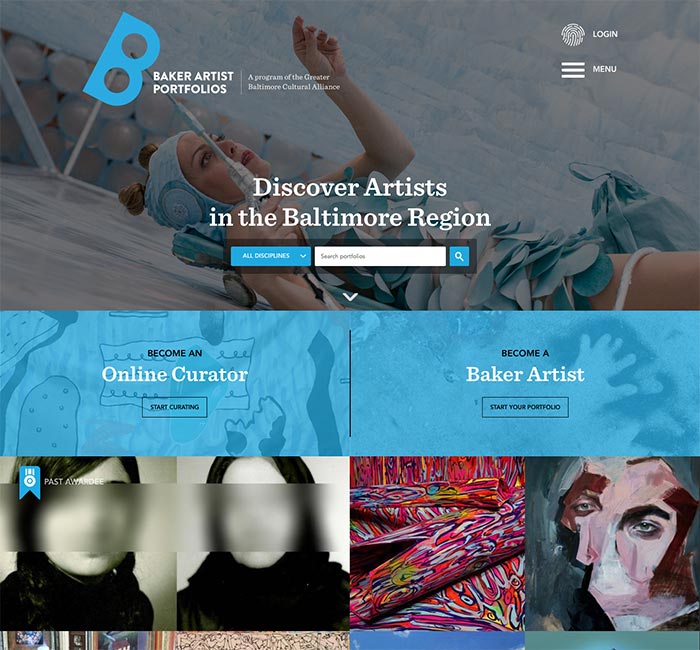 BAKER ARTIST
PORTFOLIOS
A program of the Greater
Baltimore Cultural Alliance
LOGIN
MENU
Discover Artists
in the Baltimore Region
ALL DISCIPLINES
Search portfolios
BECOME AN
Online Curator
START CURATING
BECOME A
Baker Artist
START YOUR PORTFOLIO
PAST AWARDEE